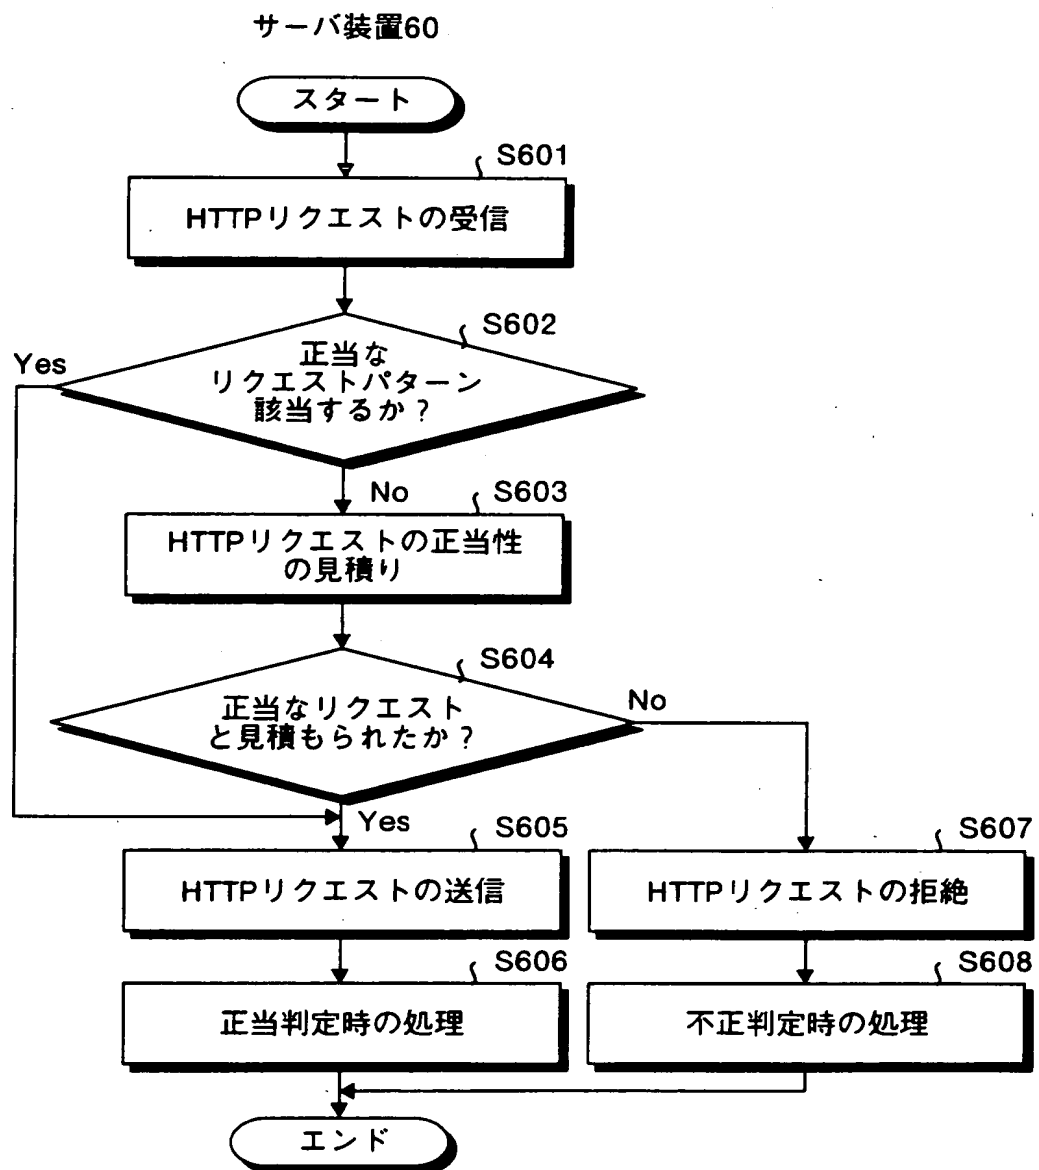 サーバ装置60
スタート
S601
HTTPリクエストの受信
S602
Yes
正当な
リクエストパターン
該当するか？
No
S603
HTTPリクエストの正当性
の見積り
S604
正当なリクエスト
と見積もられたか？
No
Yes
S605
HTTPリクエストの送信
S607
HTTPリクエストの拒絶
S606
正当判定時の処理
S608
不正判定時の処理
エンド